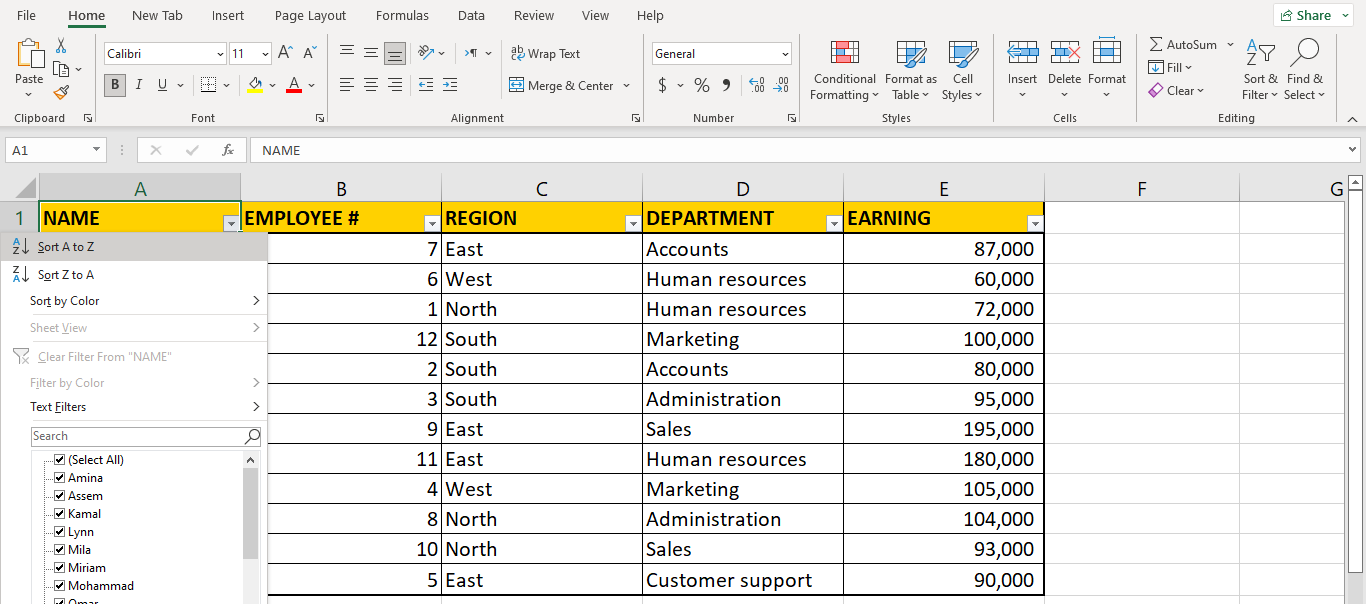 File Home New Tab Insert Page Layout Formulas Data Review View Help Share
Calibri 11 A^ A˅ ab Wrap Text General AutoSum
Paste B I U A Merge & Center $ % 9 .00 Conditional Formatting Format as Table Cell Styles Insert Delete Format Fill Clear Sort & Filter Find & Select
Clipboard Font Alignment Number Styles Cells Editing
A1 fx NAME
A B C D E F G
1 NAME EMPLOYEE # REGION DEPARTMENT EARNING
Sort A to Z
Sort Z to A
Sort by Color
Sheet View
Clear Filter From "NAME"
Filter by Color
Text Filters
Search
(Select All)
Amina
Assem
Kamal
Lynn
Mila
Miriam
Mohammad
Omar
7 East Accounts 87,000
6 West Human resources 60,000
1 North Human resources 72,000
12 South Marketing 100,000
2 South Accounts 80,000
3 South Administration 95,000
9 East Sales 195,000
11 East Human resources 180,000
4 West Marketing 105,000
8 North Administration 104,000
10 North Sales 93,000
5 East Customer support 90,000